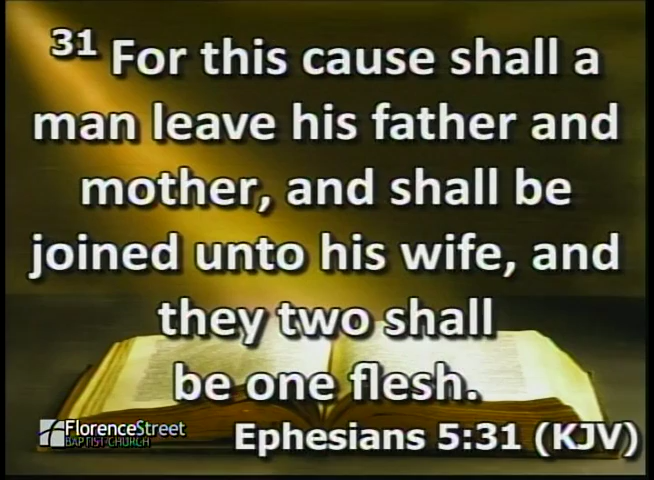 31 For this cause shall a
man leave his father and
mother, and shall be
joined unto his wife, and
they two shall
be one flesh.
FlorenceStreet
BAPTIST CHURCH
Ephesians 5:31 (KJV)